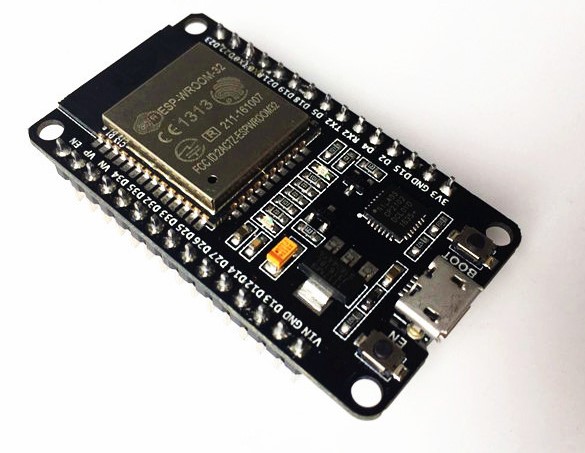 ESP-WROOM-32
CE1313
R 211-161007
FCC ID:2AC7Z-ESPWROOM32
D23
D22
TX0
D21
D19
D18
D5
TX2
RX2
D4
D2
D15
GND
3V3
EN
VP
VN
D34
D35
D32
D33
D25
D26
D27
D14
D12
D13
GND
VIN
BOOT
EN